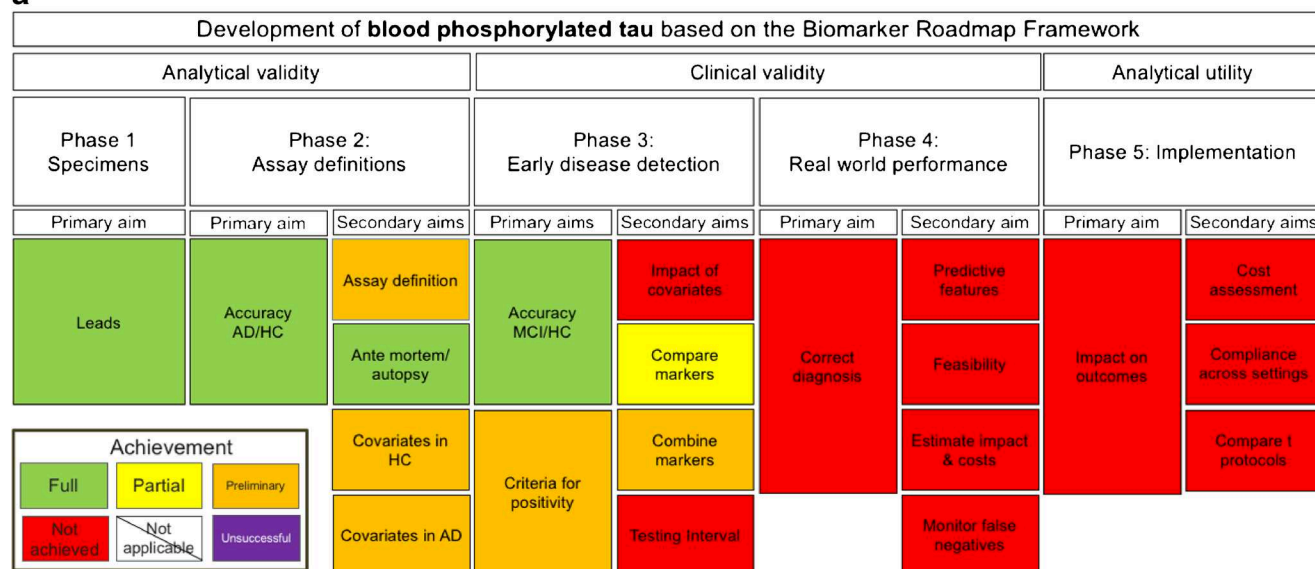 a
Development of blood phosphorylated tau based on the Biomarker Roadmap Framework
Analytical validity
Clinical validity
Analytical utility
Phase 1
Specimens
Phase 2:
Assay definitions
Phase 3:
Early disease detection
Phase 4:
Real world performance
Phase 5: Implementation
Primary aim
Primary aim
Secondary aims
Primary aims
Secondary aims
Primary aim
Secondary aim
Primary aim
Secondary aims
Leads
Accuracy
AD/HC
Assay definition
Ante mortem/
autopsy
Covariates in
HC
Covariates in AD
Accuracy
MCI/HC
Criteria for
positivity
Impact of
covariates
Compare
markers
Combine
markers
Testing Interval
Correct
diagnosis
Predictive
features
Feasibility
Estimate impact
& costs
Monitor false
negatives
Impact on
outcomes
Cost
assessment
Compliance
across settings
Compare t
protocols
Achievement
Full
Partial
Preliminary
Not
achieved
Not
applicable
Unsuccessful